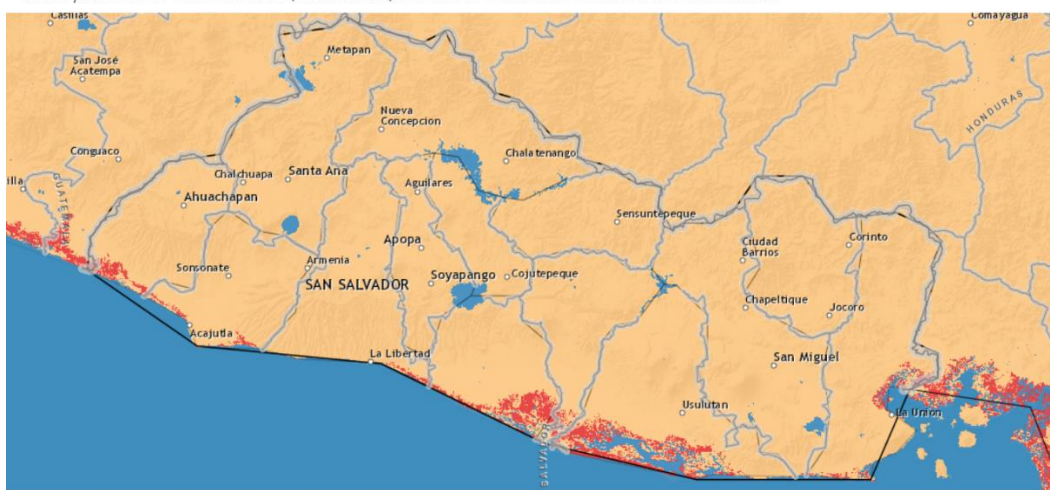 Casillas
Comayagua
San José
Acatempa
Metapan
HONDURAS
Nueva
Concepcion
Conguaco
Chalatenango
Chalchuapa
Santa Ana
illa
Aguilares
Ahuachapan
Sensuntepeque
Apopa
Ciudad
Barrios
Corinto
Sonsonate
Armenia
Soyapango
Cojutepeque
SAN SALVADOR
Chapeltique
Jocoro
Acajutla
La Libertad
San Miguel
Usulutan
La Union
SALVADOR